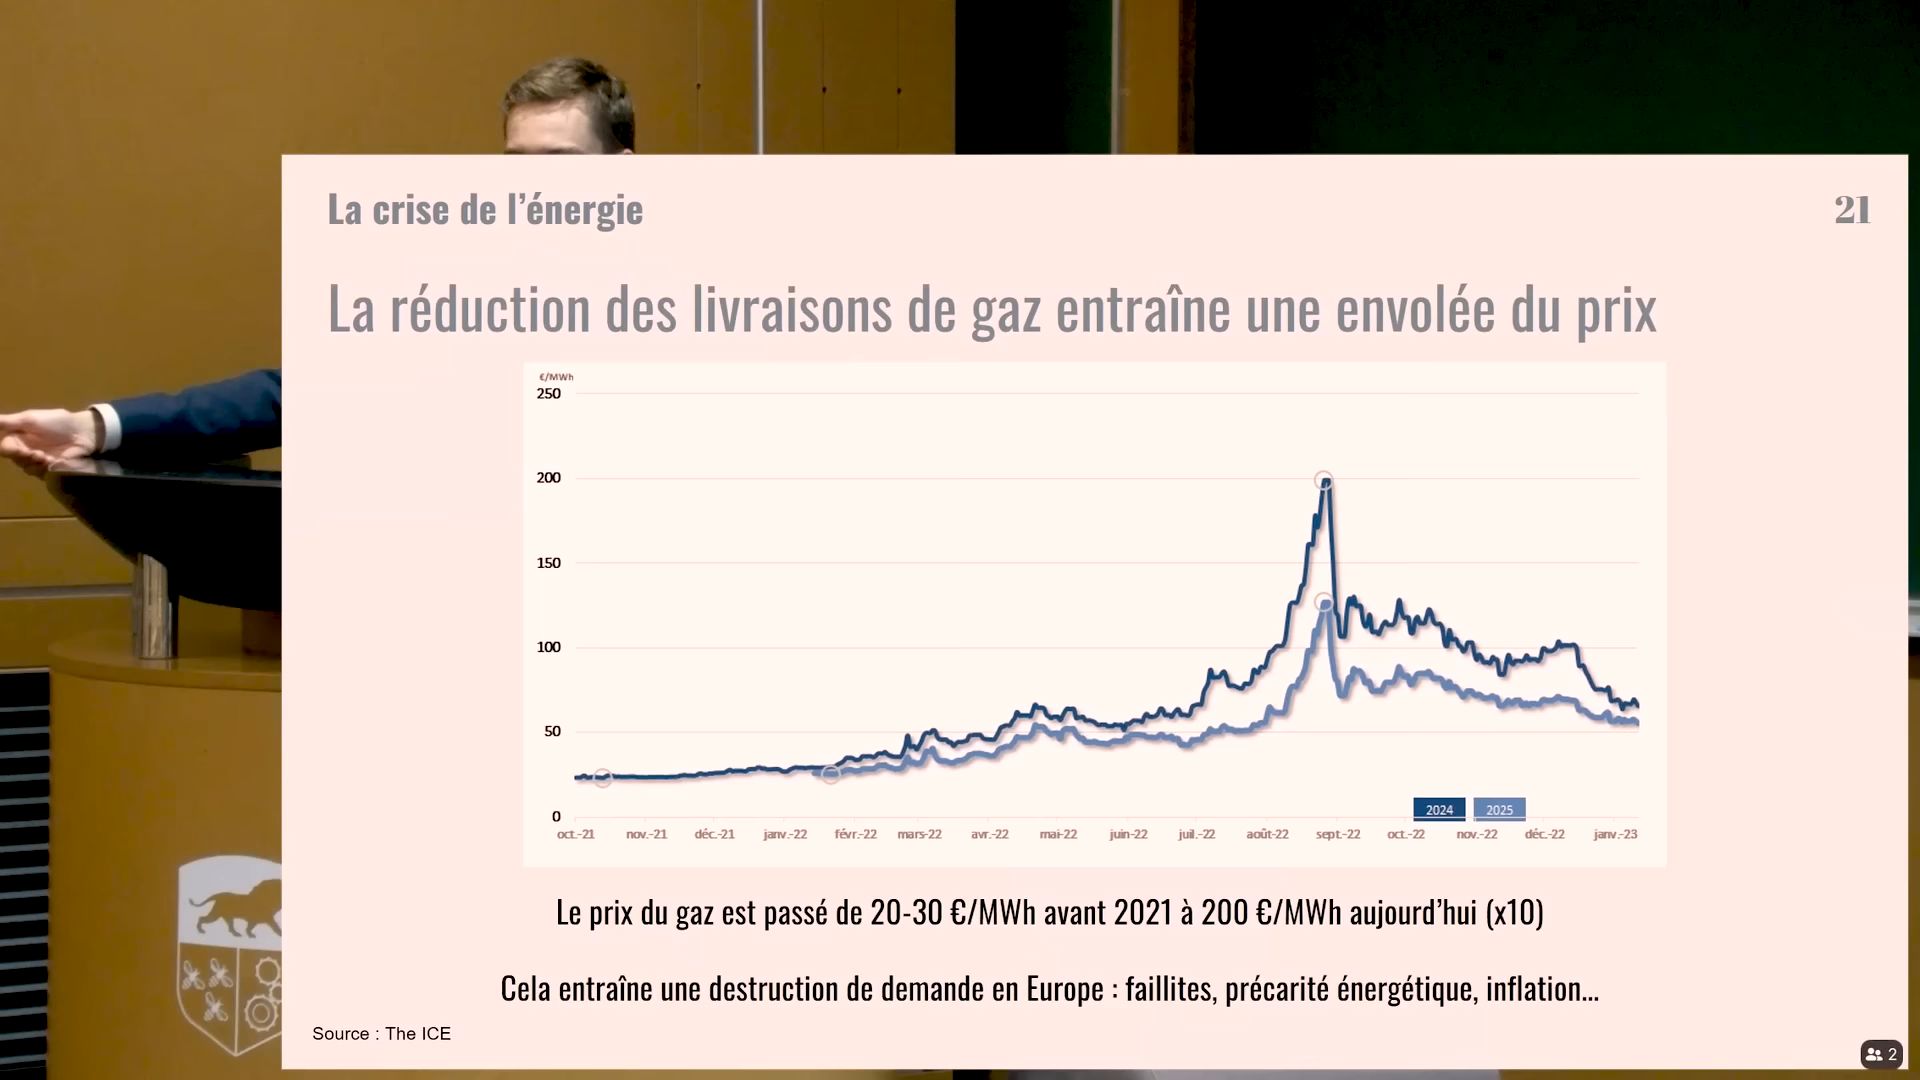 La crise de l’énergie
21
La réduction des livraisons de gaz entraîne une envolée du prix
€/MWh
250
200
150
100
50
0
2024 2025
oct.-21 nov.-21 déc.-21 janv.-22 févr.-22 mars-22 avr.-22 mai-22 juin-22 juil.-22 août-22 sept.-22 oct.-22 nov.-22 déc.-22 janv.-23
Le prix du gaz est passé de 20-30 €/MWh avant 2021 à 200 €/MWh aujourd’hui (x10)
Cela entraîne une destruction de demande en Europe : faillites, précarité énergétique, inflation...
Source : The ICE
2